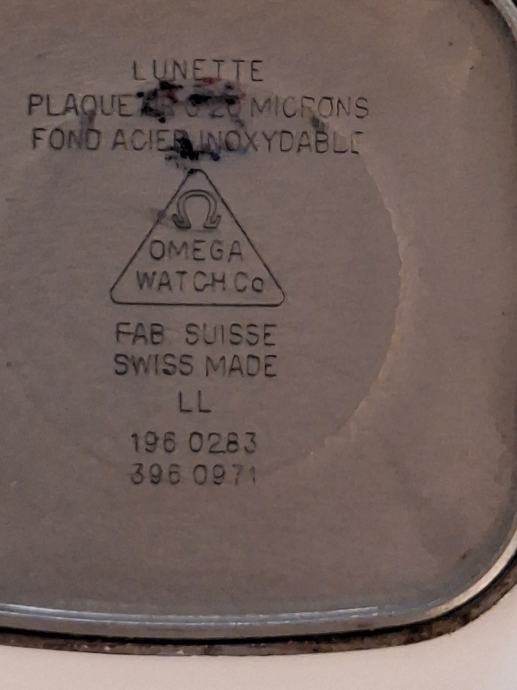 LUNETTE
PLAQUE G 20 MICRONS
FOND ACIER INOXYDABLE
OMEGA
WATCH Co
FAB SUISSE
SWISS MADE
LL
196 0283
396 0971